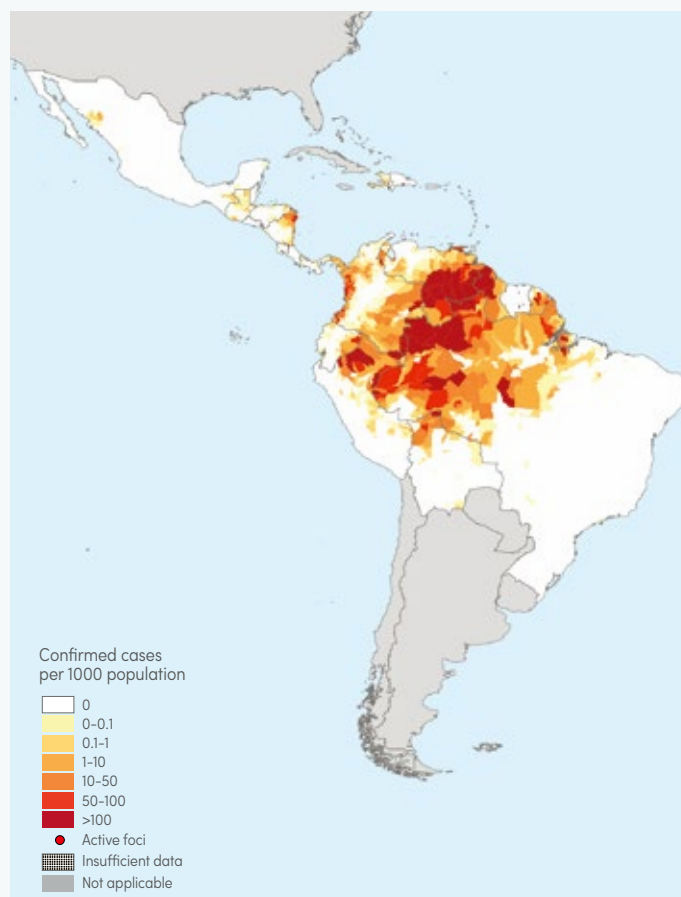 Confirmed cases
per 1000 population
0
0-0.1
0.1-1
1-10
10-50
50-100
>100
Active foci
Insufficient data
Not applicable